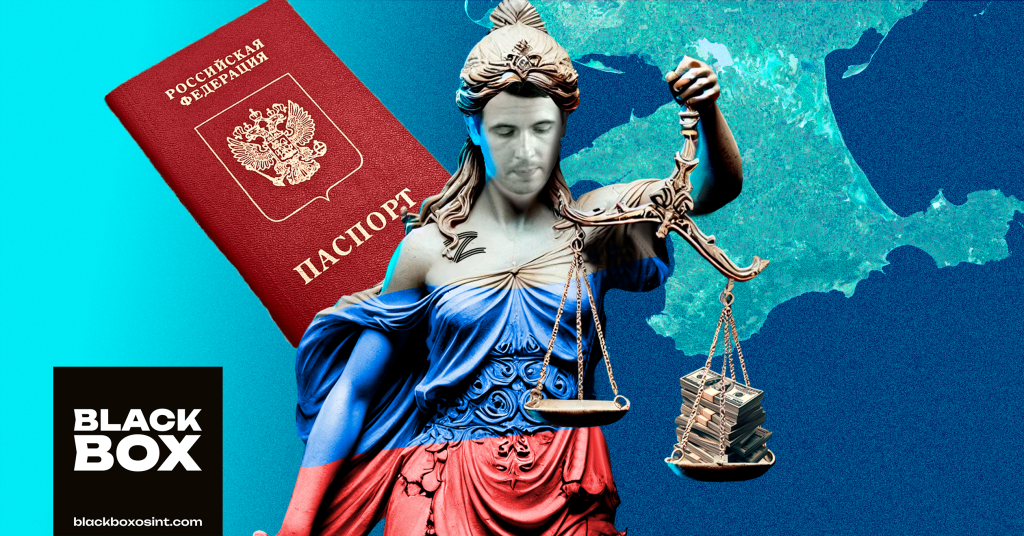 РОССИЙСКАЯ
ФЕДЕРАЦИЯ
ПАСПОРТ
Z
BLACK
BOX
blackboxosint.com